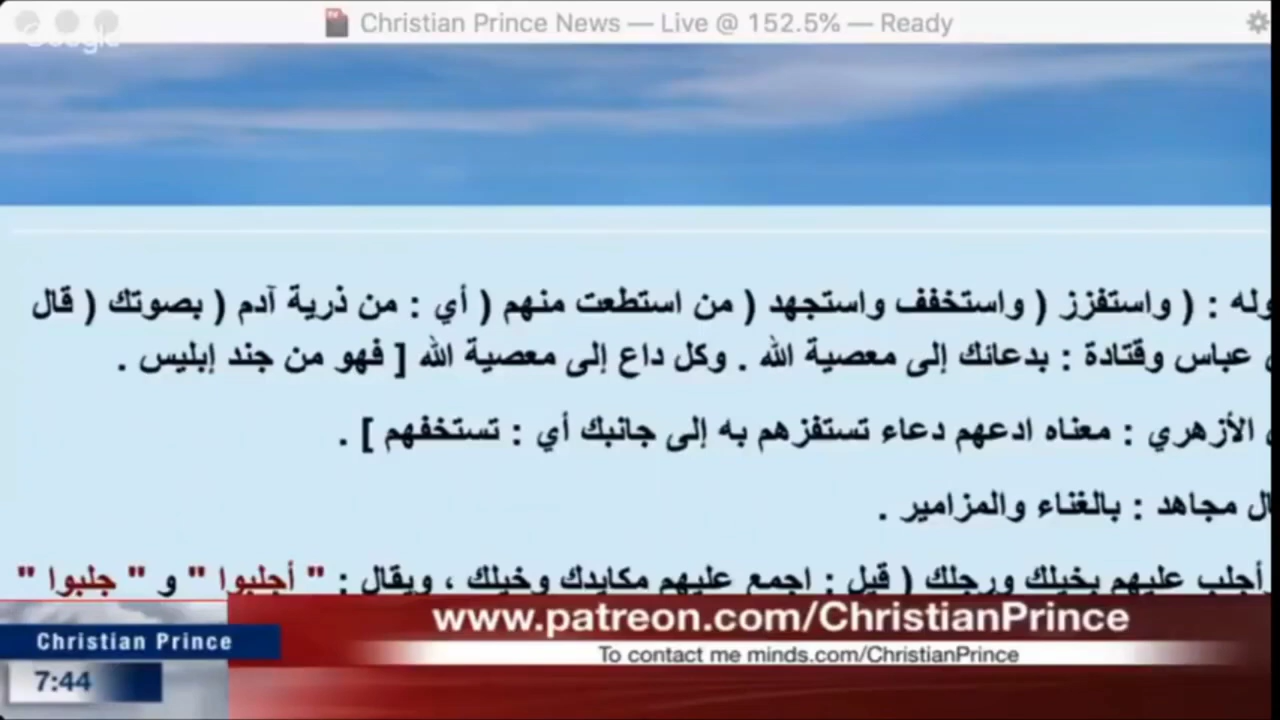 Christian Prince News — Live @ 152.5% — Ready
Google
وله : ( واستفزز ( واستخفف واستجهد ( من استطعت منهم ( أي : من ذرية آدم ( بصوتك ( قال
عباس وقتادة : بدعائك إلى معصية الله . وكل داع إلى معصية الله [ فهو من جند إبليس .
الأزهري : معناه ادعهم دعاء تستفزهم به إلى جانبك أي : تستخفهم ] .
ال مجاهد : بالغناء والمزامير .
أجلب عليهم بخيلك ورجلك ( قيل : اجمع عليهم مكايدك وخيلك ، ويقال : " أجلبوا " و " جلبوا "
www.patreon.com/ChristianPrince
Christian Prince
To contact me minds.com/ChristianPrince
7:44